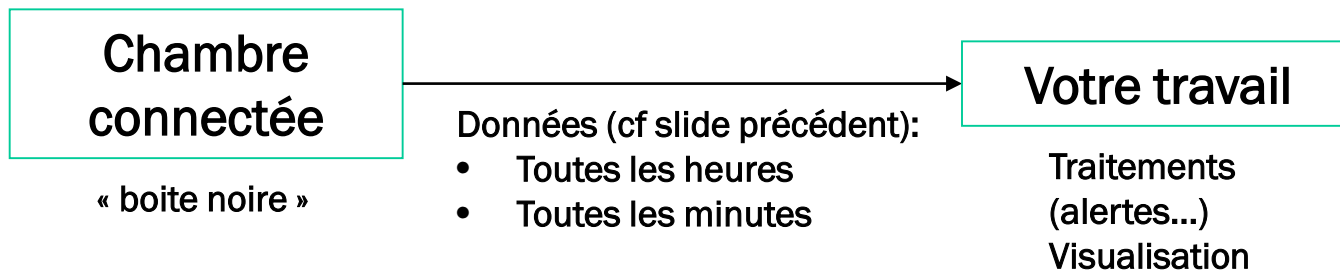 Chambre
connectée
« boite noire »
Données (cf slide précédent):
• Toutes les heures
• Toutes les minutes
Votre travail
Traitements
(alertes...)
Visualisation